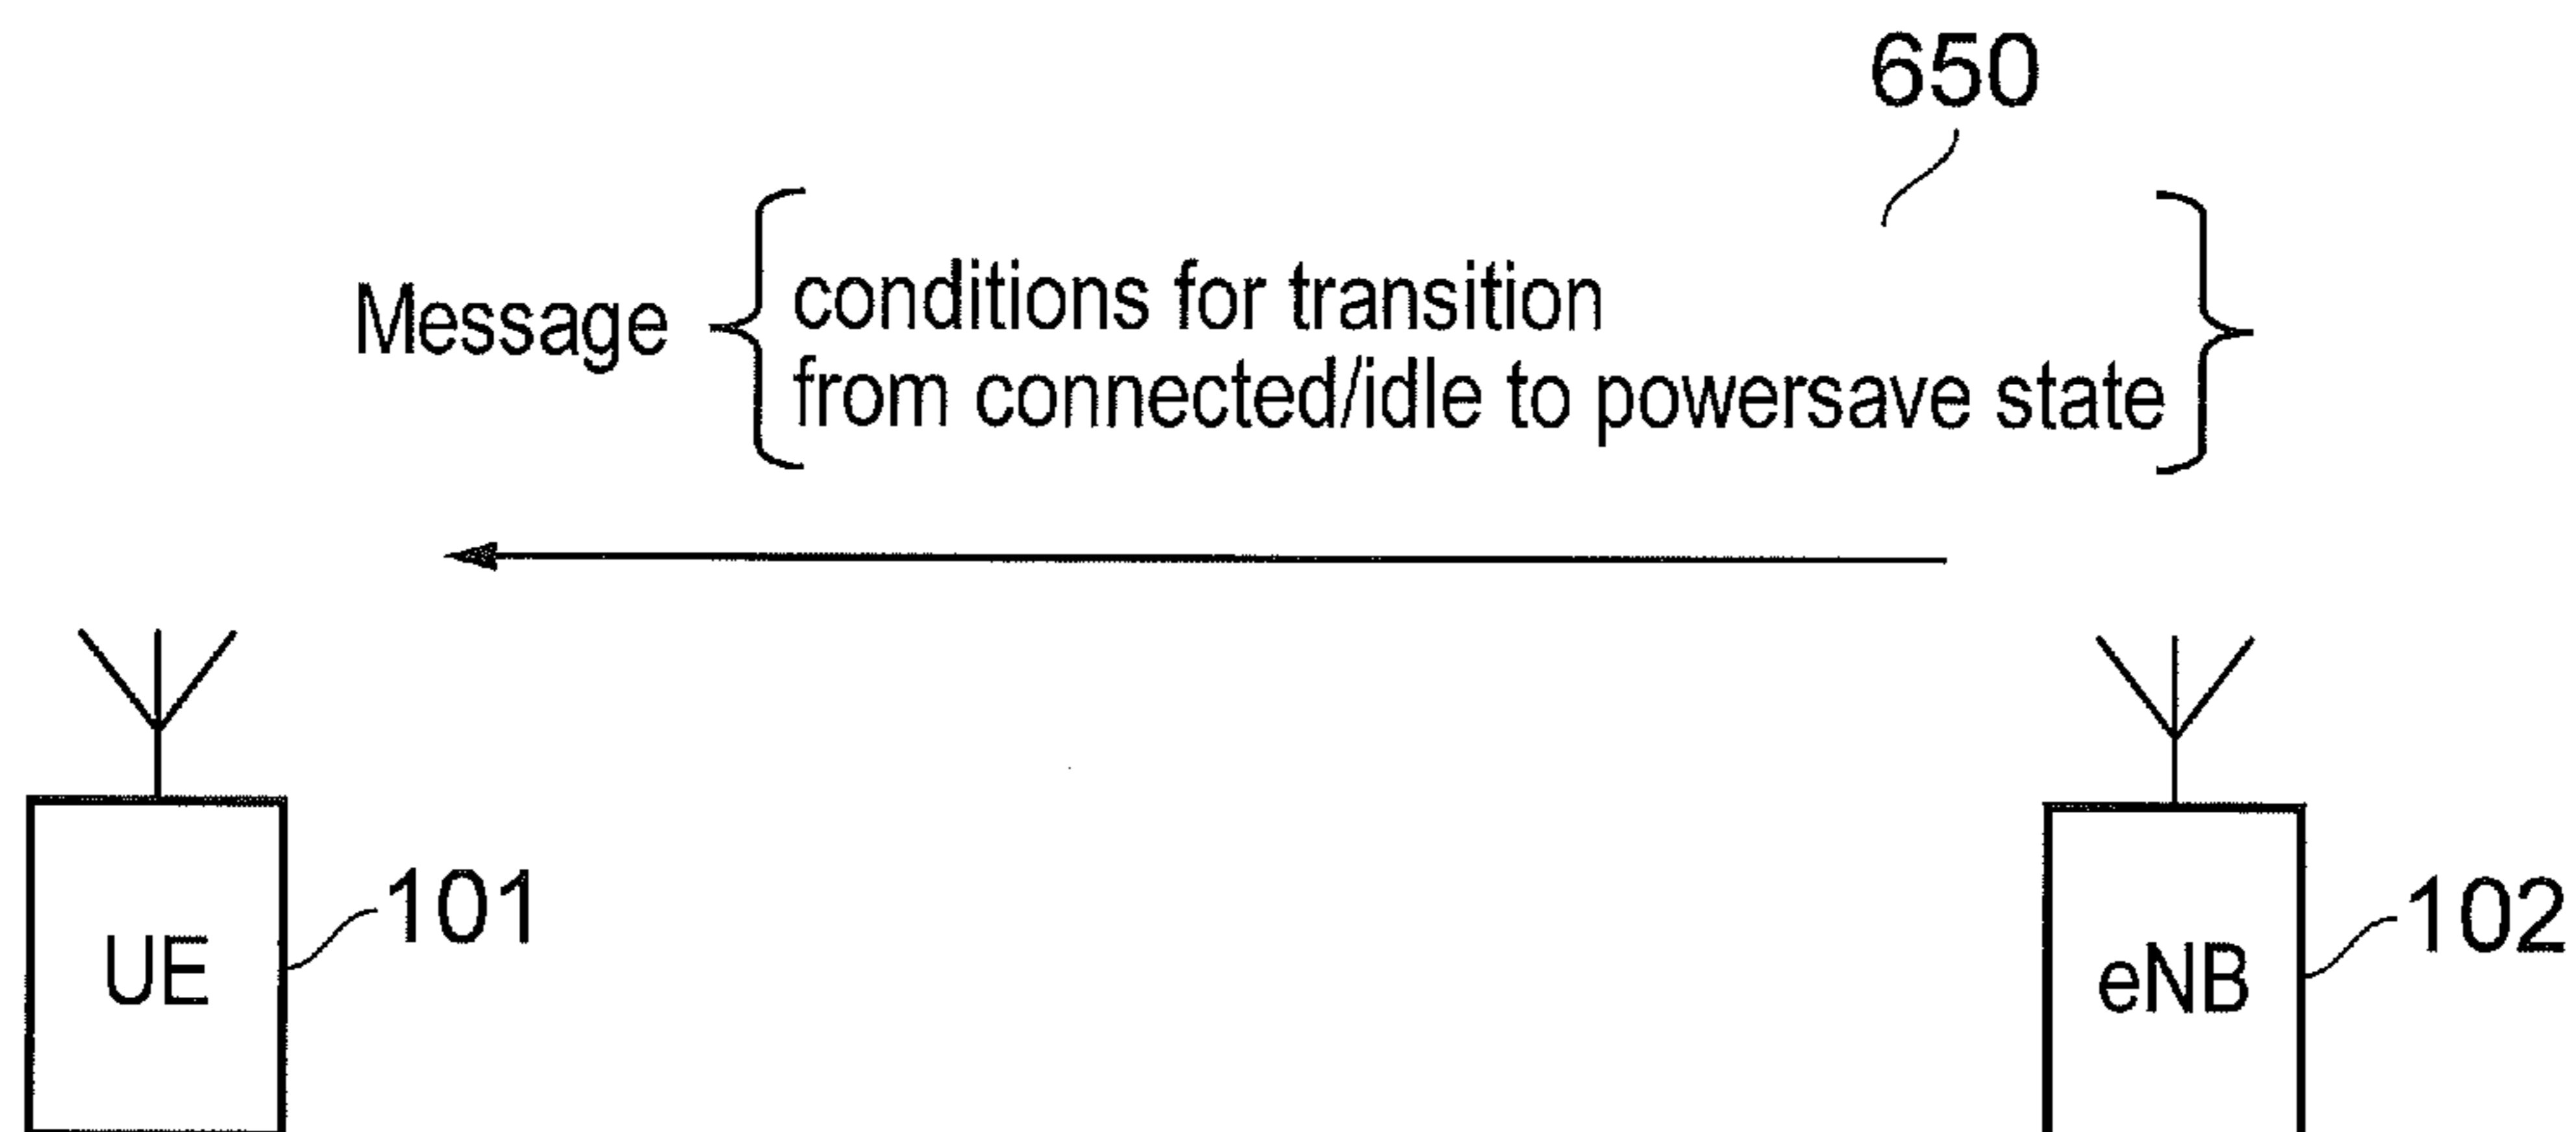 650
Message { conditions for transition
from connected/idle to powersave state }
UE
101
eNB
102